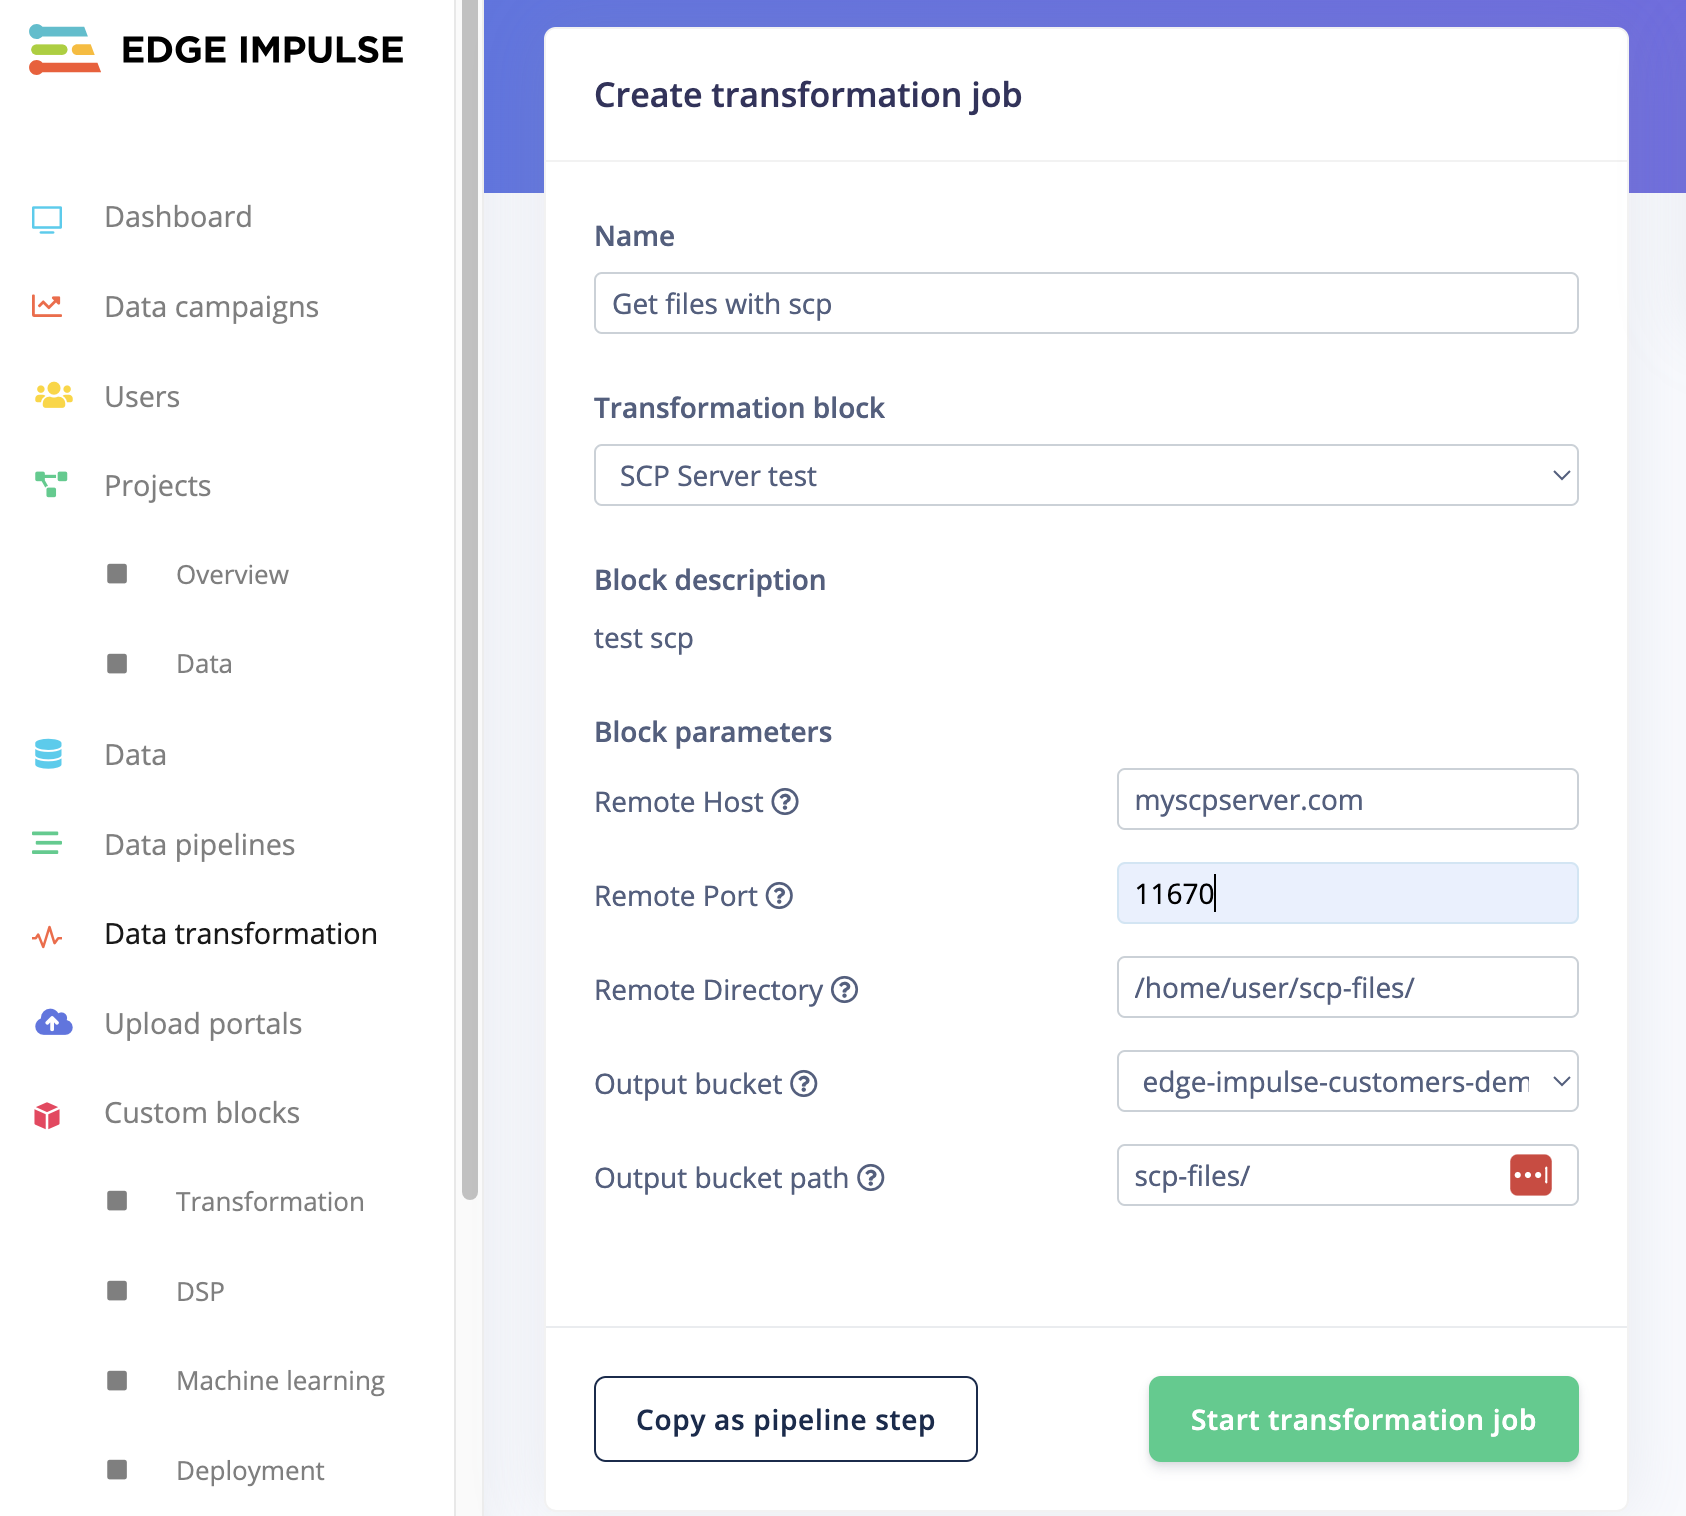 EDGE IMPULSE
Dashboard
Data campaigns
Users
Projects
Overview
Data
Data
Data pipelines
Data transformation
Upload portals
Custom blocks
Transformation
DSP
Machine learning
Deployment
Create transformation job
Name
Get files with scp
Transformation block
SCP Server test
Block description
test scp
Block parameters
Remote Host ?
myscpserver.com
Remote Port ?
11670
Remote Directory ?
/home/user/scp-files/
Output bucket ?
edge-impulse-customers-dem
Output bucket path ?
scp-files/
Copy as pipeline step
Start transformation job